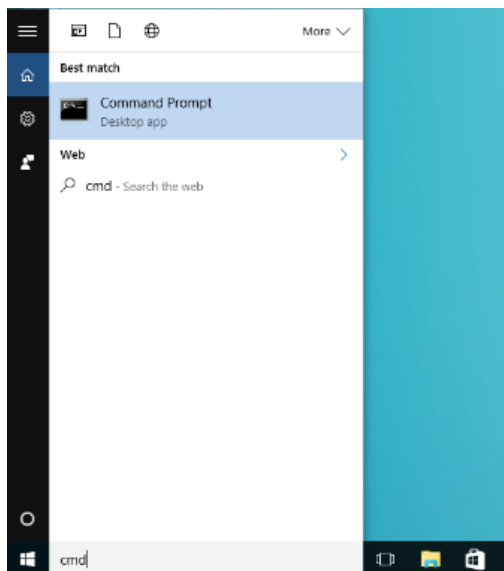 More
Best match
Command Prompt
Desktop app
Web
cmd - Search the web
cmd